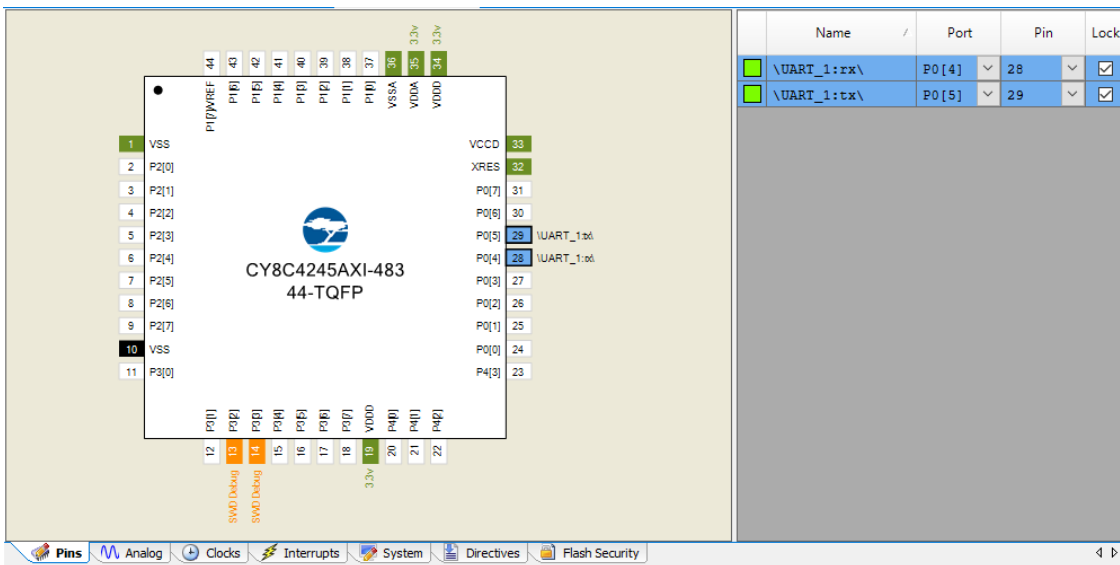 3.3v
3.3v
44
43
42
41
40
39
38
37
36
35
34
P1[7]/VREF
P1[6]
P1[5]
P1[4]
P1[3]
P1[2]
P1[1]
P1[0]
VSSA
VDDA
VDDD
1 VSS
2 P2[0]
3 P2[1]
4 P2[2]
5 P2[3]
6 P2[4]
7 P2[5]
8 P2[6]
9 P2[7]
10 VSS
11 P3[0]
VCCD 33
XRES 32
P0[7] 31
P0[6] 30
P0[5] 29 \UART_1:tx\
P0[4] 28 \UART_1:rx\
P0[3] 27
P0[2] 26
P0[1] 25
P0[0] 24
P4[3] 23
CY8C4245AXI-483
44-TQFP
P3[1]
P3[2]
P3[3]
P3[4]
P3[5]
P3[6]
P3[7]
VDDD
P4[0]
P4[1]
P4[2]
12
13
14
15
16
17
18
19
20
21
22
SWD Debug
SWD Debug
3.3v
Name / Port Pin Lock
\UART_1:rx\ P0[4] 28
\UART_1:tx\ P0[5] 29
Pins Analog Clocks Interrupts System Directives Flash Security